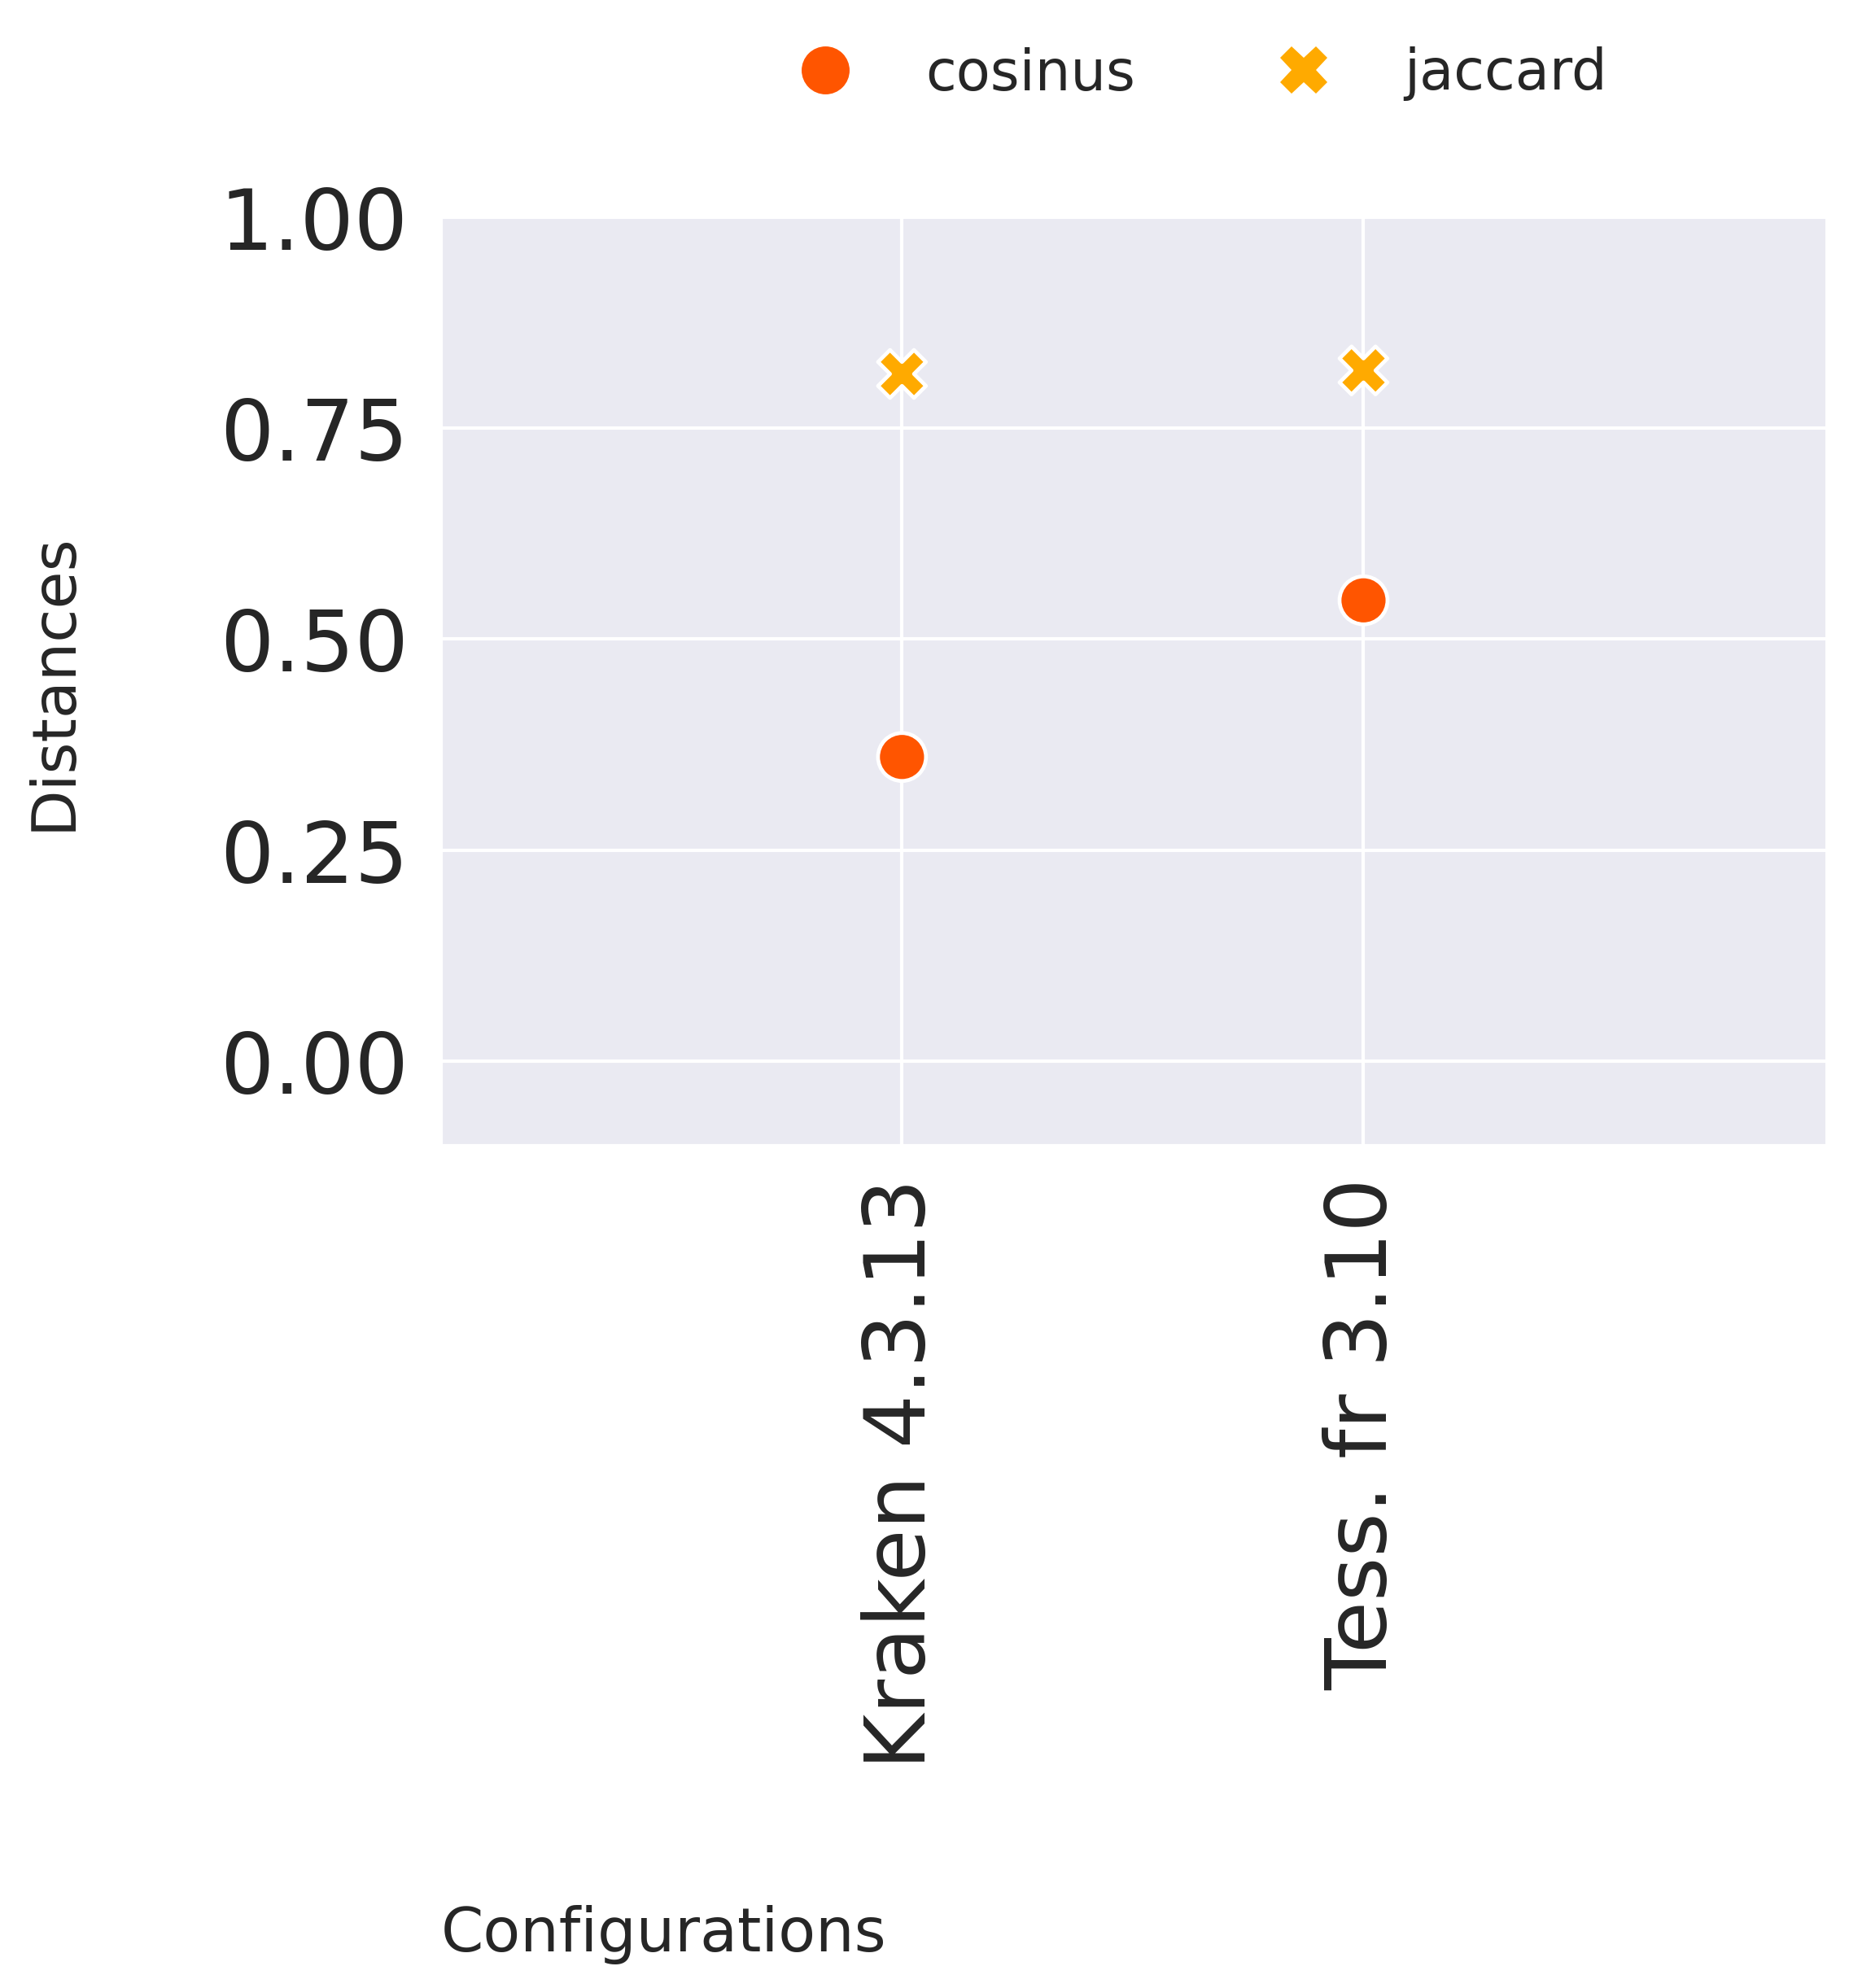 cosinus jaccard
1.00
0.75
0.50
0.25
0.00
Distances
Kraken 4.3.13
Tess. fr 3.10
Configurations